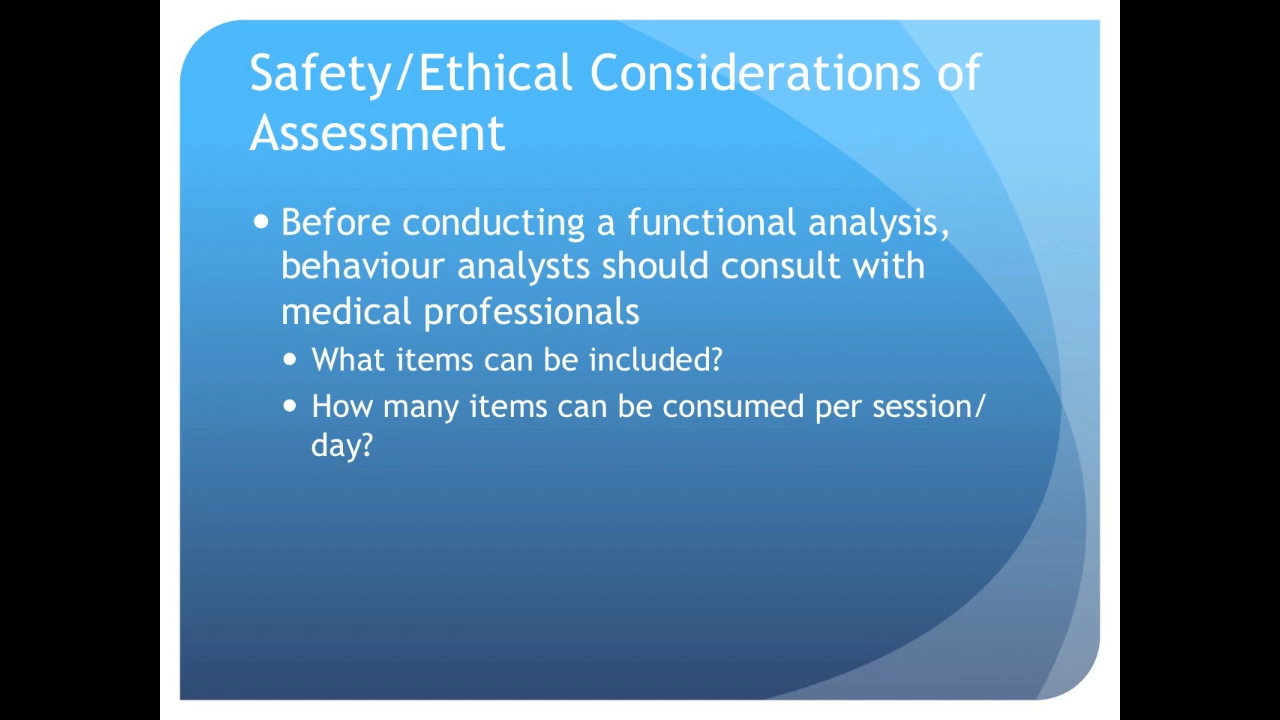 Safety/Ethical Considerations of
Assessment
• Before conducting a functional analysis,
behaviour analysts should consult with
medical professionals
• What items can be included?
• How many items can be consumed per session/
day?